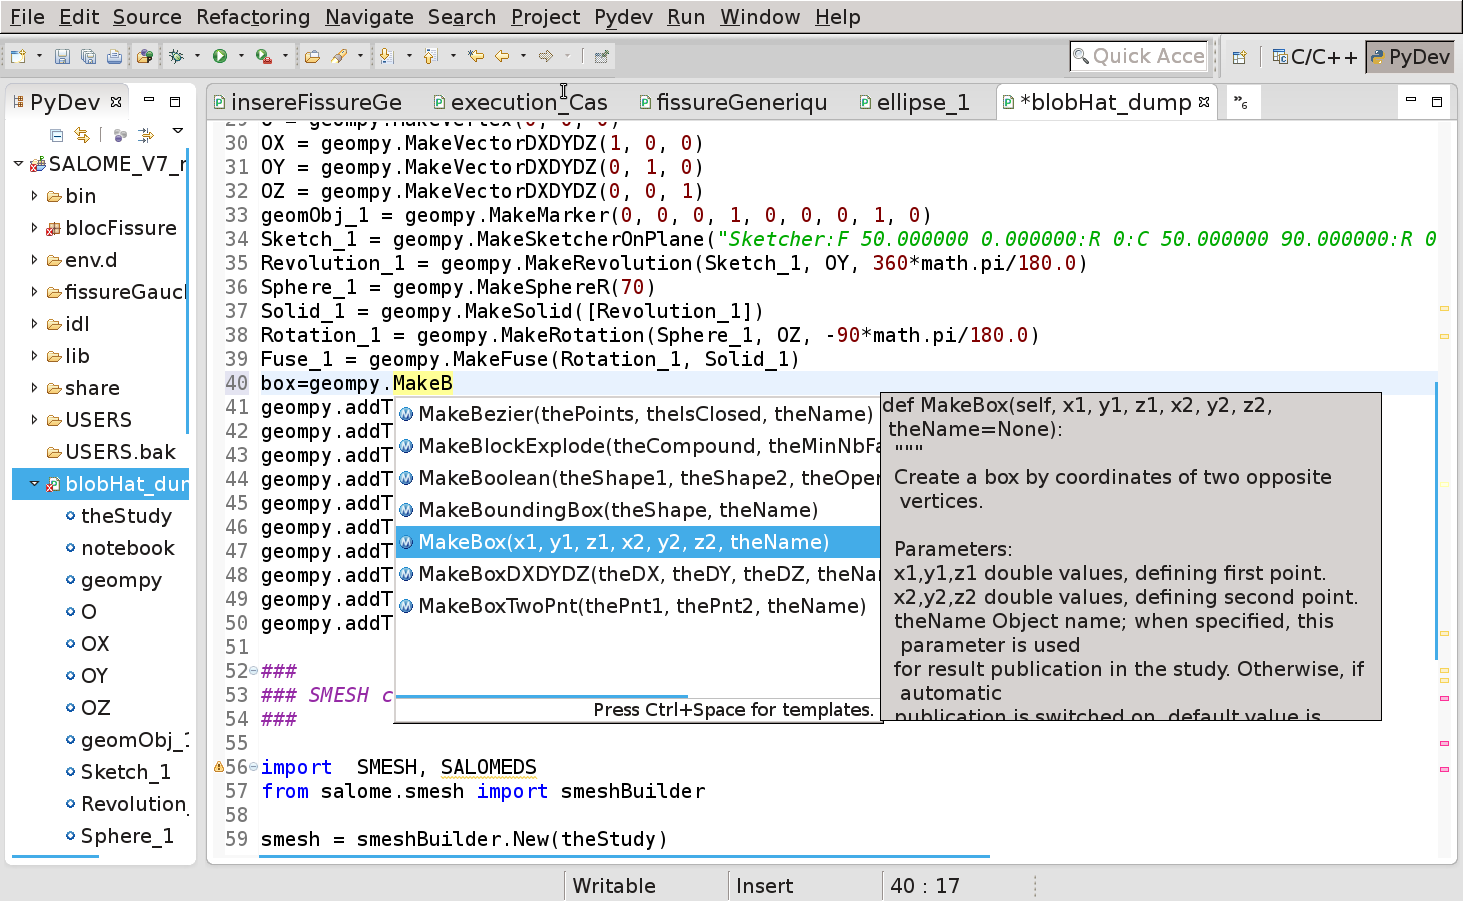 File Edit Source Refactoring Navigate Search Project Pydev Run Window Help
Quick Acce
C/C++
PyDev
PyDev
insereFissureGe
execution_Cas
fissureGeneriqu
ellipse_1
*blobHat_dump
»6
SALOME_V7_r
bin
blocFissure
env.d
fissureGaucl
idl
lib
share
USERS
USERS.bak
blobHat_dur
theStudy
notebook
geompy
O
OX
OY
OZ
geomObj_1
Sketch_1
Revolution_
Sphere_1
29 O = geompy.MakeVertex(0, 0, 0)
30 OX = geompy.MakeVectorDXDYDZ(1, 0, 0)
31 OY = geompy.MakeVectorDXDYDZ(0, 1, 0)
32 OZ = geompy.MakeVectorDXDYDZ(0, 0, 1)
33 geomObj_1 = geompy.MakeMarker(0, 0, 0, 1, 0, 0, 0, 1, 0)
34 Sketch_1 = geompy.MakeSketcherOnPlane("Sketcher:F 50.000000 0.000000:R 0:C 50.000000 90.000000:R 0
35 Revolution_1 = geompy.MakeRevolution(Sketch_1, OY, 360*math.pi/180.0)
36 Sphere_1 = geompy.MakeSphereR(70)
37 Solid_1 = geompy.MakeSolid([Revolution_1])
38 Rotation_1 = geompy.MakeRotation(Sphere_1, OZ, -90*math.pi/180.0)
39 Fuse_1 = geompy.MakeFuse(Rotation_1, Solid_1)
40 box=geompy.MakeB
41 geompy.addT
42 geompy.addT
43 geompy.addT
44 geompy.addT
45 geompy.addT
46 geompy.addT
47 geompy.addT
48 geompy.addT
49 geompy.addT
50 geompy.addT
51
52 ###
53 ### SMESH c
54 ###
55
56 import  SMESH, SALOMEDS
57 from salome.smesh import smeshBuilder
58
59 smesh = smeshBuilder.New(theStudy)
MakeBezier(thePoints, theIsClosed, theName)
MakeBlockExplode(theCompound, theMinNbFa
MakeBoolean(theShape1, theShape2, theOper
MakeBoundingBox(theShape, theName)
MakeBox(x1, y1, z1, x2, y2, z2, theName)
MakeBoxDXDYDZ(theDX, theDY, theDZ, theNar
MakeBoxTwoPnt(thePnt1, thePnt2, theName)
Press Ctrl+Space for templates.
def MakeBox(self, x1, y1, z1, x2, y2, z2,
theName=None):
"""
Create a box by coordinates of two opposite
vertices.
Parameters:
x1,y1,z1 double values, defining first point.
x2,y2,z2 double values, defining second point.
theName Object name; when specified, this
parameter is used
for result publication in the study. Otherwise, if
automatic
publication is switched on, default value is
Writable
Insert
40 : 17